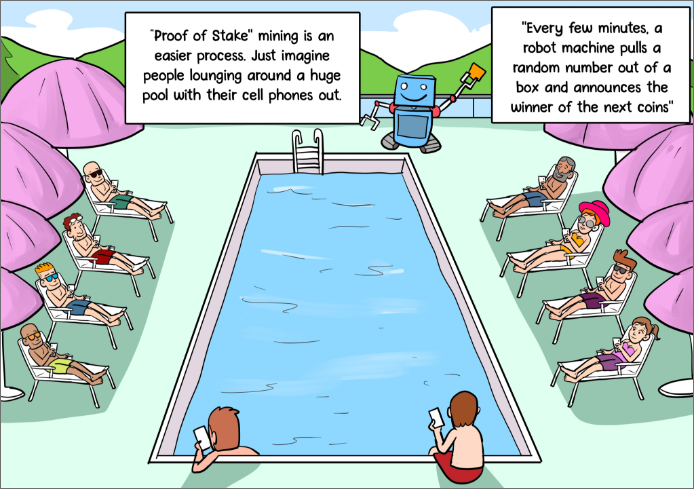 "Proof of Stake" mining is an
easier process. Just imagine
people lounging around a huge
pool with their cell phones out.
"Every few minutes, a
robot machine pulls a
random number out of a
box and announces the
winner of the next coins"